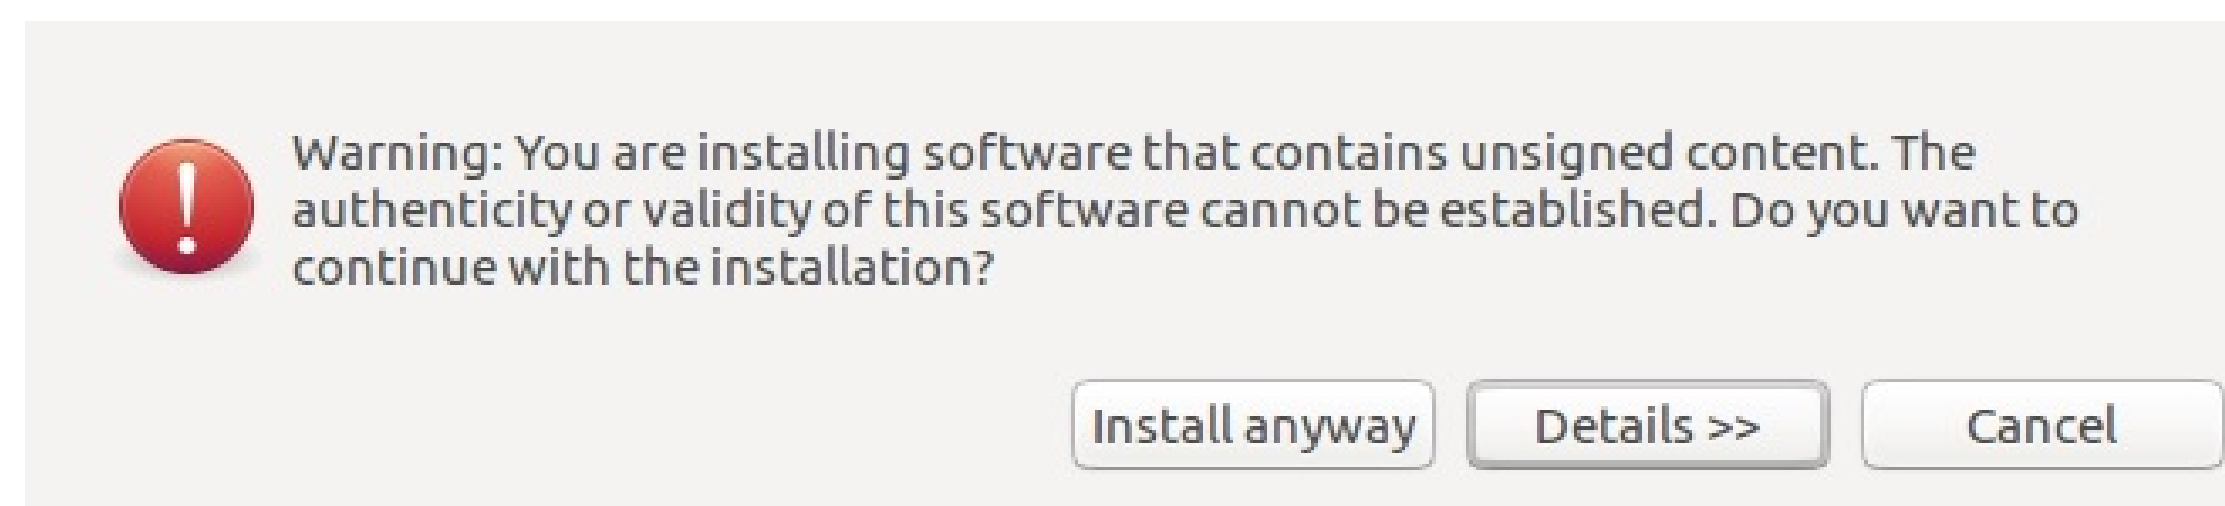 Warning: You are installing software that contains unsigned content. The
authenticity or validity of this software cannot be established. Do you want to
continue with the installation?
Install anyway Details >> Cancel